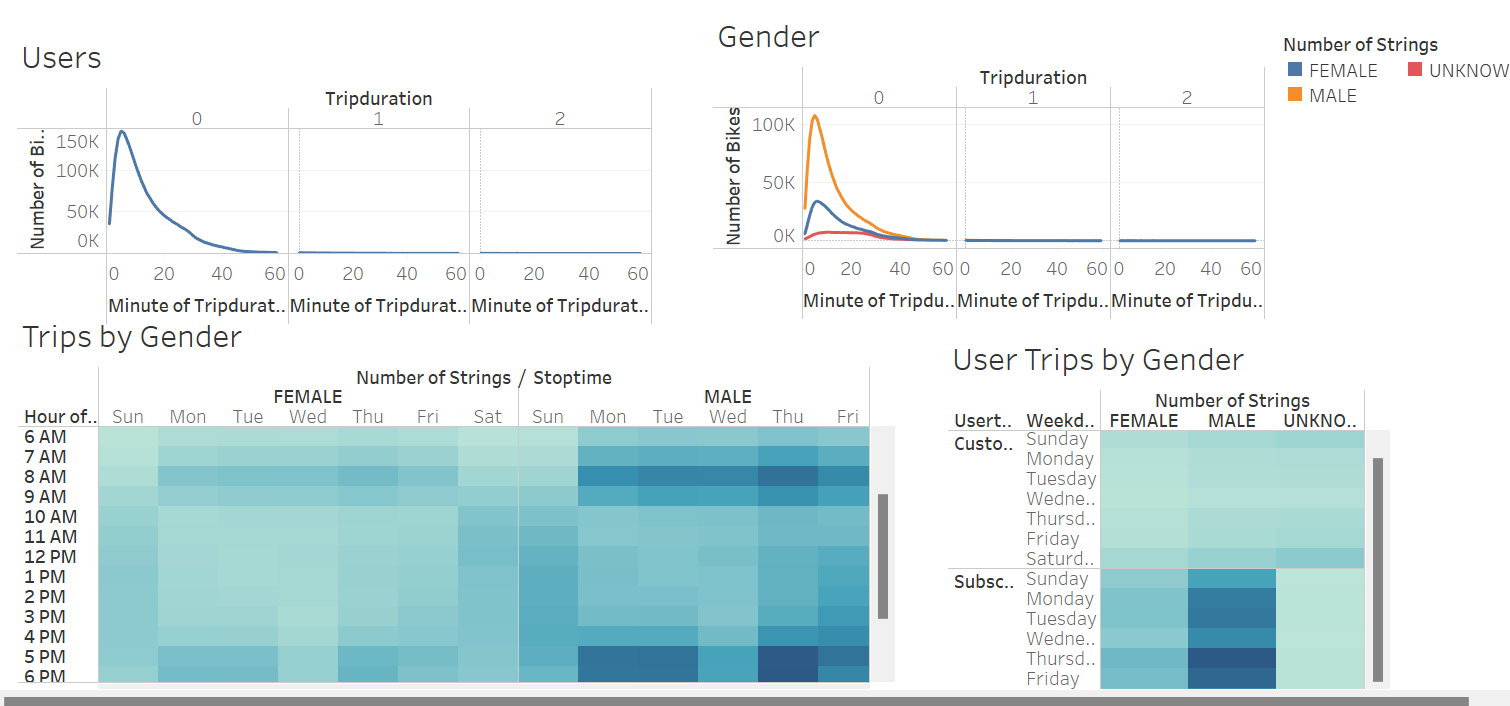 Users
Tripduration
0 1 2
Number of Bi..
150K
100K
50K
0K
0 20 40 60 0 20 40 60 0 20 40 60
Minute of Tripdurat.. Minute of Tripdurat.. Minute of Tripdurat..
Gender
Tripduration
0 1 2
Number of Bikes
100K
50K
0K
0 20 40 60 0 20 40 60 0 20 40 60
Minute of Tripdu.. Minute of Tripdu.. Minute of Tripdu..
Number of Strings
FEMALE UNKNOW
MALE
Trips by Gender
Number of Strings / Stoptime
FEMALE MALE
Hour of.. Sun Mon Tue Wed Thu Fri Sat Sun Mon Tue Wed Thu Fri
6 AM
7 AM
8 AM
9 AM
10 AM
11 AM
12 PM
1 PM
2 PM
3 PM
4 PM
5 PM
6 PM
User Trips by Gender
Number of Strings
Usert.. Weekd.. FEMALE MALE UNKNO..
Custo.. Sunday
Monday
Tuesday
Wedne..
Thursd..
Friday
Saturd..
Subsc.. Sunday
Monday
Tuesday
Wedne..
Thursd..
Friday